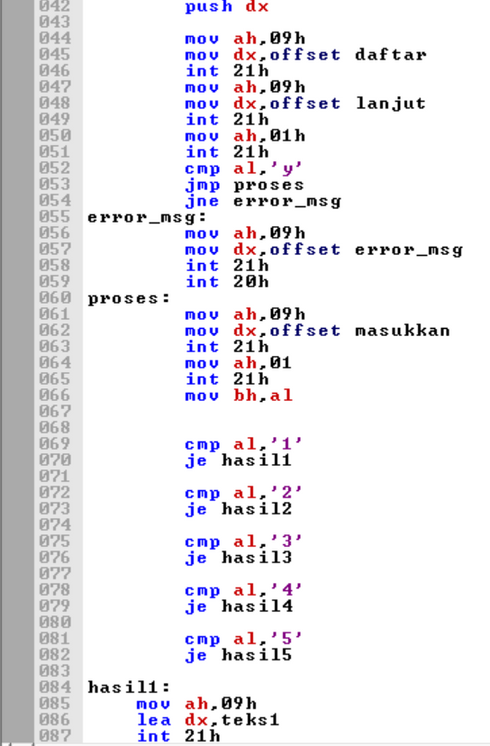 042 push dx
043
044 mov ah,09h
045 mov dx,offset daftar
046 int 21h
047 mov ah,09h
048 mov dx,offset lanjut
049 int 21h
050 mov ah,01h
051 int 21h
052 cmp al,'y'
053 jmp proses
054 jne error_msg
055 error_msg:
056 mov ah,09h
057 mov dx,offset error_msg
058 int 21h
059 int 20h
060 proses:
061 mov ah,09h
062 mov dx,offset masukkan
063 int 21h
064 mov ah,01
065 int 21h
066 mov bh,al
067
068
069 cmp al,'1'
070 je hasil1
071
072 cmp al,'2'
073 je hasil2
074
075 cmp al,'3'
076 je hasil3
077
078 cmp al,'4'
079 je hasil4
080
081 cmp al,'5'
082 je hasil5
083
084 hasil1:
085 mov ah,09h
086 lea dx,teks1
087 int 21h